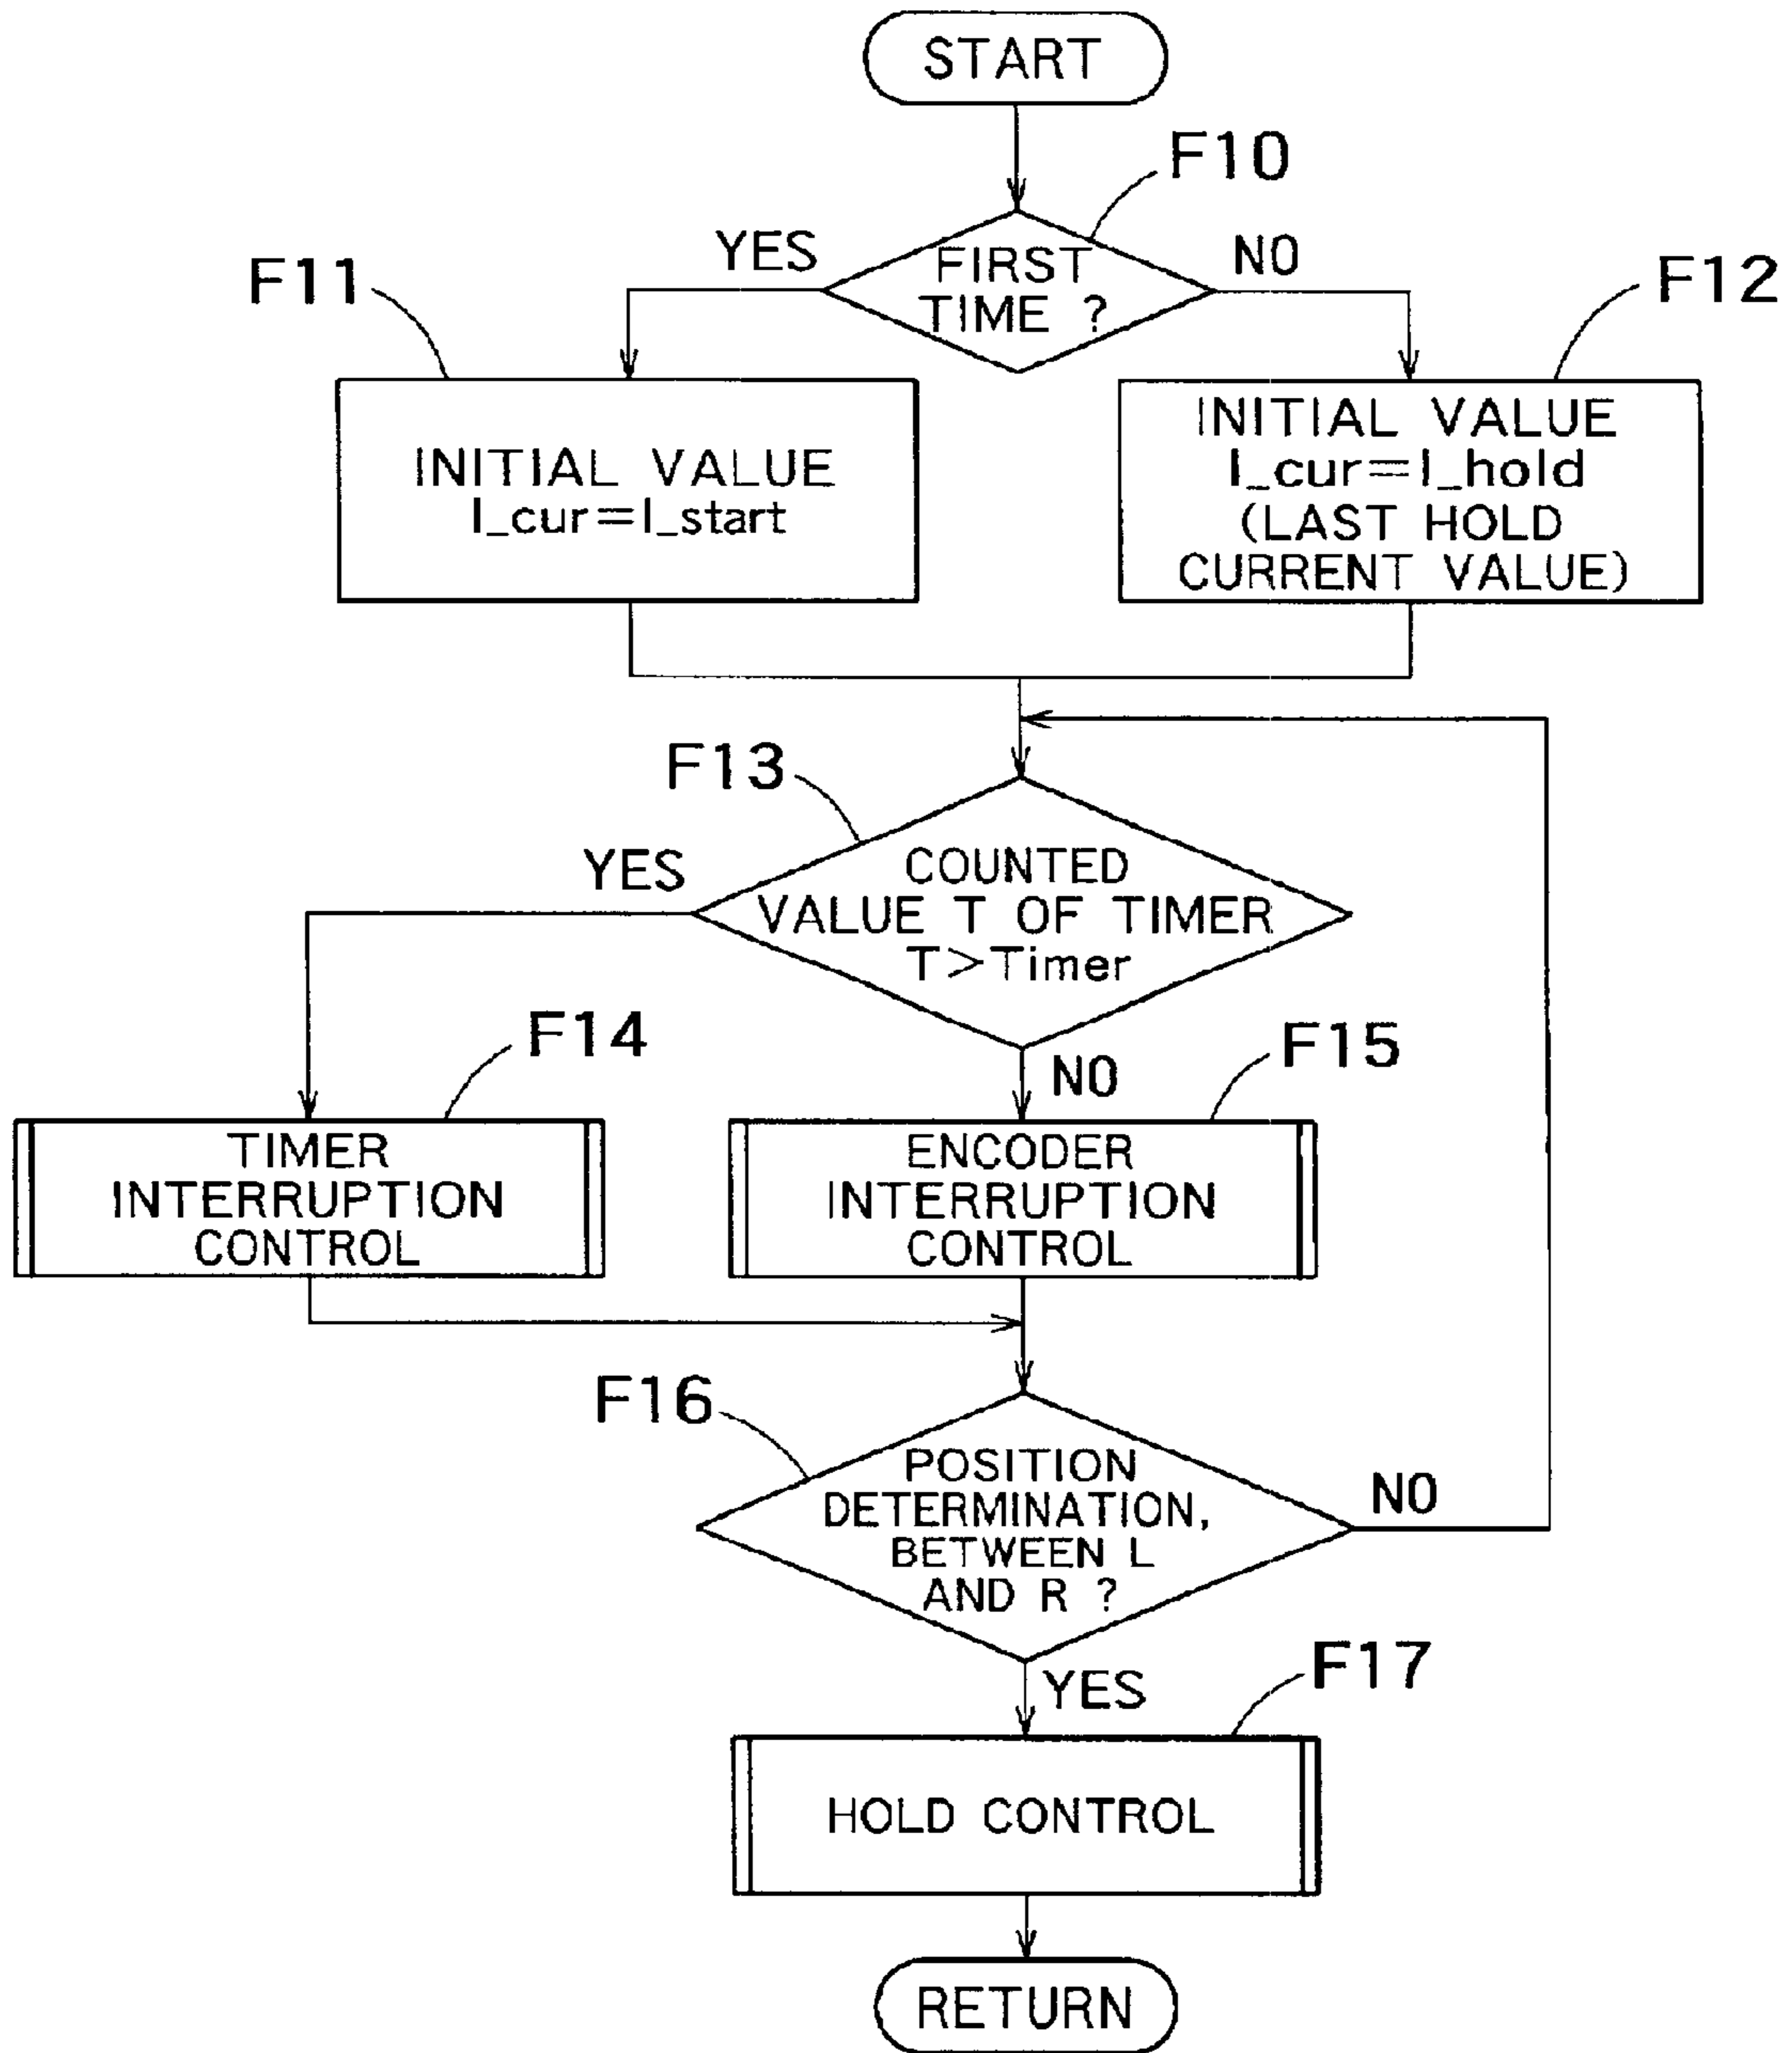 START
F10
YES
FIRST
TIME ?
NO
F11
F12
INITIAL VALUE
I_cur=I_start
INITIAL VALUE
I_cur=I_hold
(LAST HOLD
CURRENT VALUE)
F13
YES
COUNTED
VALUE T OF TIMER
T>Timer
NO
F14
F15
TIMER
INTERRUPTION
CONTROL
ENCODER
INTERRUPTION
CONTROL
F16
POSITION
DETERMINATION,
BETWEEN L
AND R ?
NO
YES
F17
HOLD CONTROL
RETURN